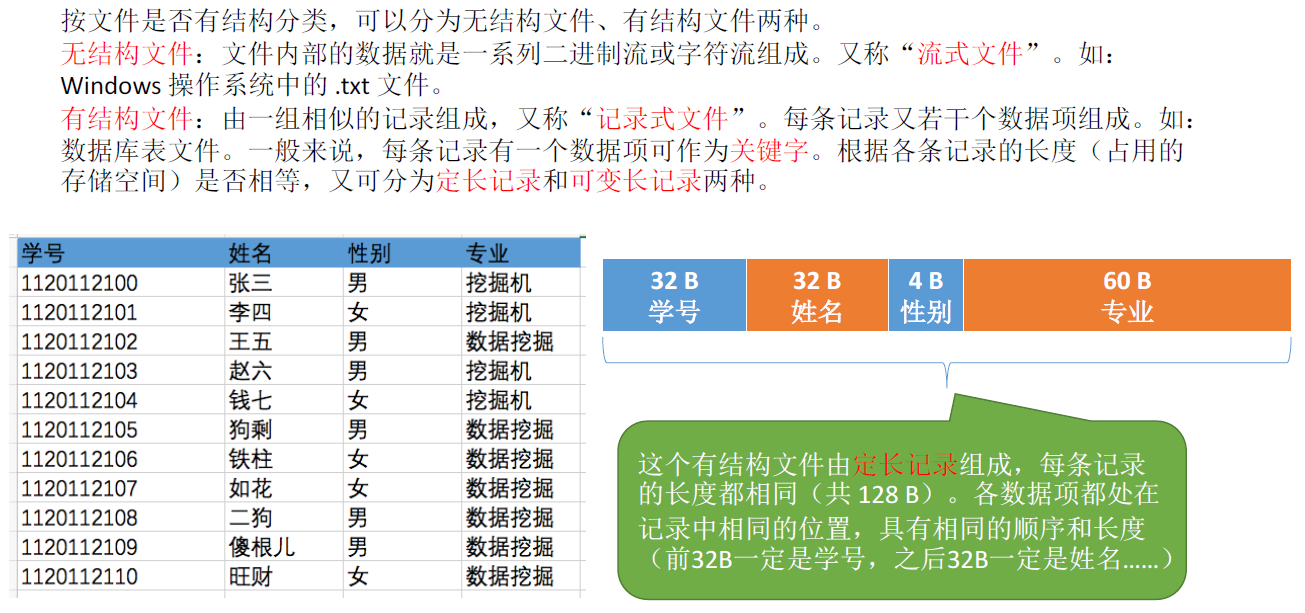 按文件是否有结构分类，可以分为无结构文件、有结构文件两种。
无结构文件：文件内部的数据就是一系列二进制流或字符流组成。又称“流式文件”。如：
Windows 操作系统中的 .txt 文件。
有结构文件：由一组相似的记录组成，又称“记录式文件”。每条记录又若干个数据项组成。如：
数据库表文件。一般来说，每条记录有一个数据项可作为关键字。根据各条记录的长度（占用的
存储空间）是否相等，又可分为定长记录和可变长记录两种。
学号 姓名 性别 专业
1120112100 张三 男 挖掘机
1120112101 李四 女 挖掘机
1120112102 王五 男 数据挖掘
1120112103 赵六 男 挖掘机
1120112104 钱七 女 挖掘机
1120112105 狗剩 男 数据挖掘
1120112106 铁柱 女 数据挖掘
1120112107 如花 女 数据挖掘
1120112108 二狗 男 数据挖掘
1120112109 傻根儿 男 数据挖掘
1120112110 旺财 女 数据挖掘
32 B 32 B 4 B 60 B
学号 姓名 性别 专业
这个有结构文件由定长记录组成，每条记录
的长度都相同（共 128 B）。各数据项都处在
记录中相同的位置，具有相同的顺序和长度
（前32B一定是学号，之后32B一定是姓名……）